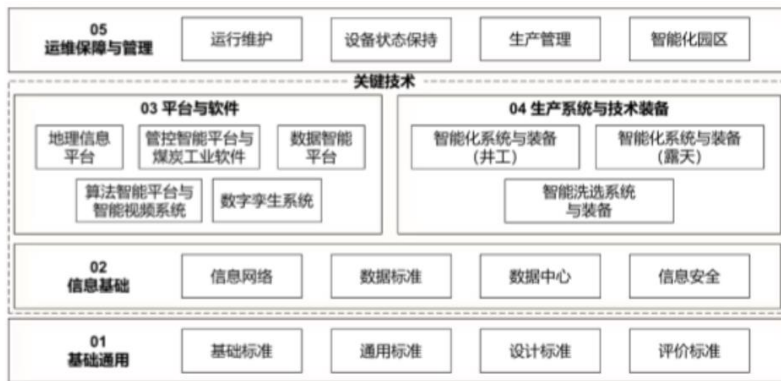 05
运维保障与管理
运行维护
设备状态保持
生产管理
智能化园区
关键技术
03 平台与软件
地理信息
平台
管控智能平台与
煤炭工业软件
数据智能
平台
算法智能平台与
智能视频系统
数字孪生系统
04 生产系统与技术装备
智能化系统与装备
(井工)
智能化系统与装备
(露天)
智能洗选系统
与装备
02
信息基础
信息网络
数据标准
数据中心
信息安全
01
基础通用
基础标准
通用标准
设计标准
评价标准